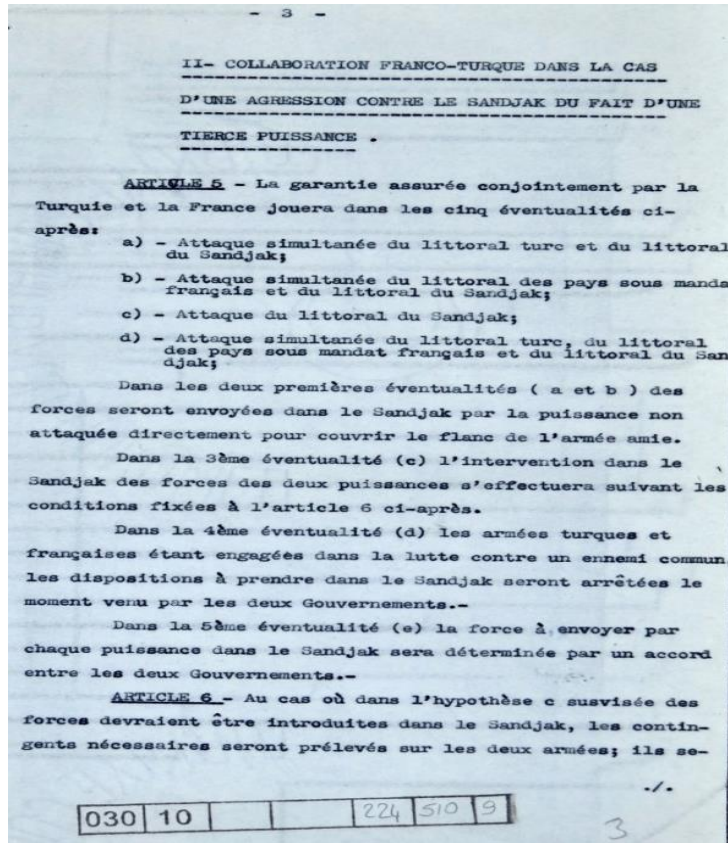 - 3 -
II- COLLABORATION FRANCO-TURQUE DANS LA CAS
D'UNE AGRESSION CONTRE LE SANDJAK DU FAIT D'UNE
TIERCE PUISSANCE .
ARTICLE 5 - La garantie assurée conjointement par la
Turquie et la France jouera dans les cinq éventualités ci-
après:
a) - Attaque simultanée du littoral turc et du littoral
du Sandjak;
b) - Attaque simultanée du littoral des pays sous manda
français et du littoral du Sandjak;
c) - Attaque du littoral du Sandjak;
d) - Attaque simultanée du littoral turc, du littoral
des pays sous mandat français et du littoral du San
djak;
Dans les deux premières éventualités ( a et b ) des
forces seront envoyées dans le Sandjak par la puissance non
attaquée directement pour couvrir le flanc de l'armée amie.
Dans la 3ème éventualité (c) l'intervention dans le
Sandjak des forces des deux puissances s'effectuera suivant les
conditions fixées à l'article 6 ci-après.
Dans la 4ème éventualité (d) les armées turques et
françaises étant engagées dans la lutte contre un ennemi commun
les dispositions à prendre dans le Sandjak seront arrêtées le
moment venu par les deux Gouvernements.-
Dans la 5ème éventualité (e) la force à envoyer par
chaque puissance dans le Sandjak sera déterminée par un accord
entre les deux Gouvernements.-
ARTICLE 6 - Au cas où dans l'hypothèse c susvisée des
forces devraient être introduites dans le Sandjak, les contin-
gents nécessaires seront prélevés sur les deux armées; ils se-
./.
030 10 224 510 9
3